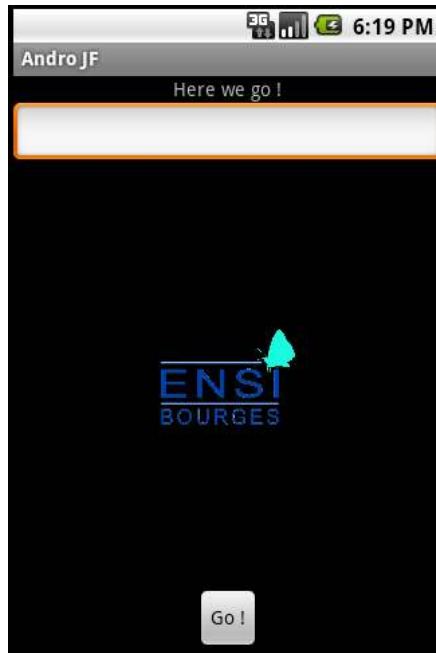 3G 6:19 PM
Andro JF
Here we go !
ENSI
BOURGES
Go !